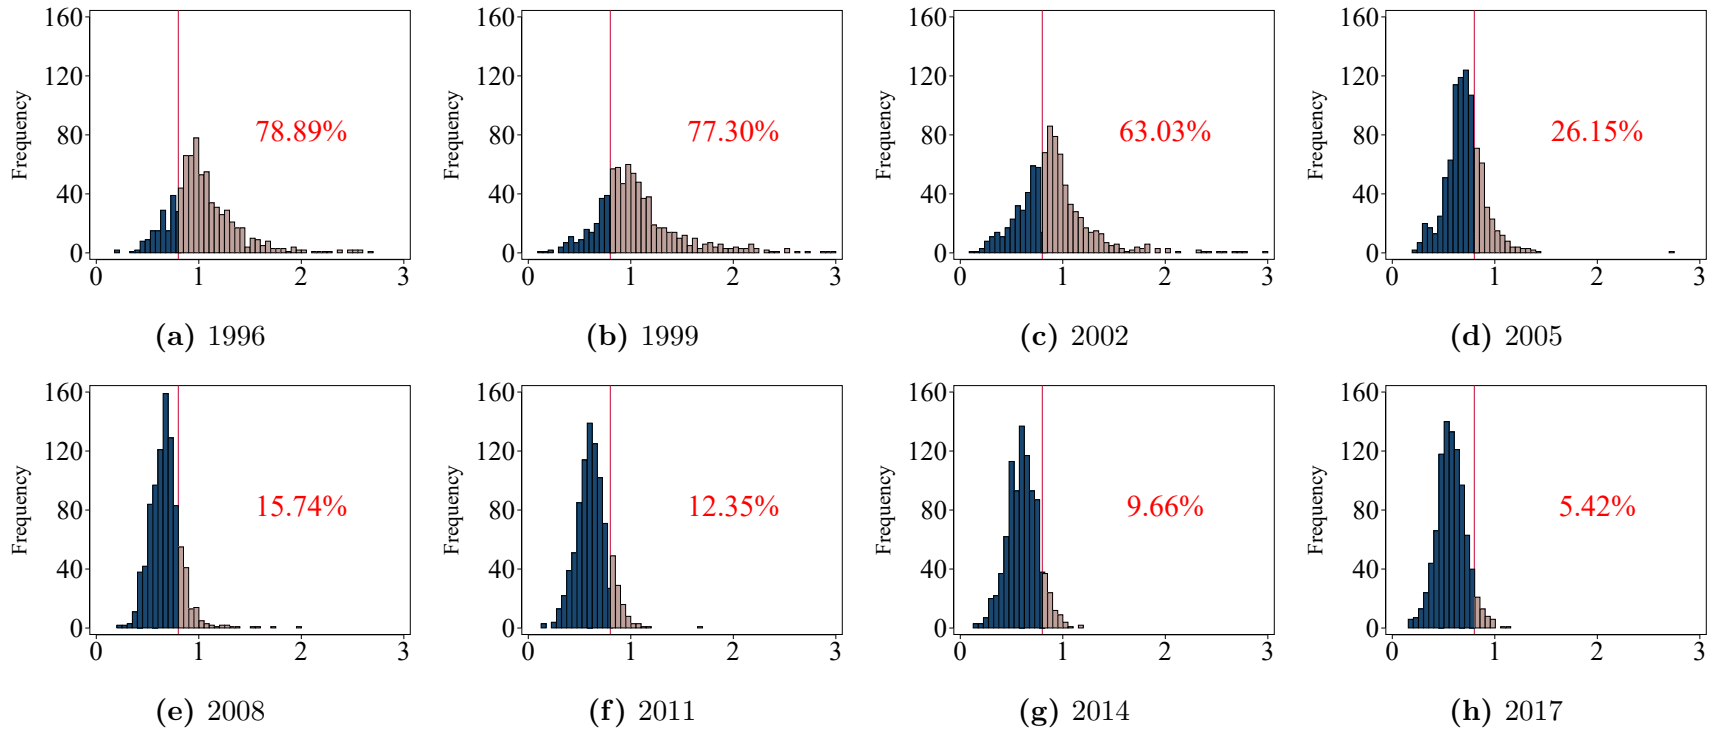 160
120
80
40
0
Frequency
78.89%
0 1 2 3
(a) 1996
160
120
80
40
0
Frequency
77.30%
0 1 2 3
(b) 1999
160
120
80
40
0
Frequency
63.03%
0 1 2 3
(c) 2002
160
120
80
40
0
Frequency
26.15%
0 1 2 3
(d) 2005
160
120
80
40
0
Frequency
15.74%
0 1 2 3
(e) 2008
160
120
80
40
0
Frequency
12.35%
0 1 2 3
(f) 2011
160
120
80
40
0
Frequency
9.66%
0 1 2 3
(g) 2014
160
120
80
40
0
Frequency
5.42%
0 1 2 3
(h) 2017